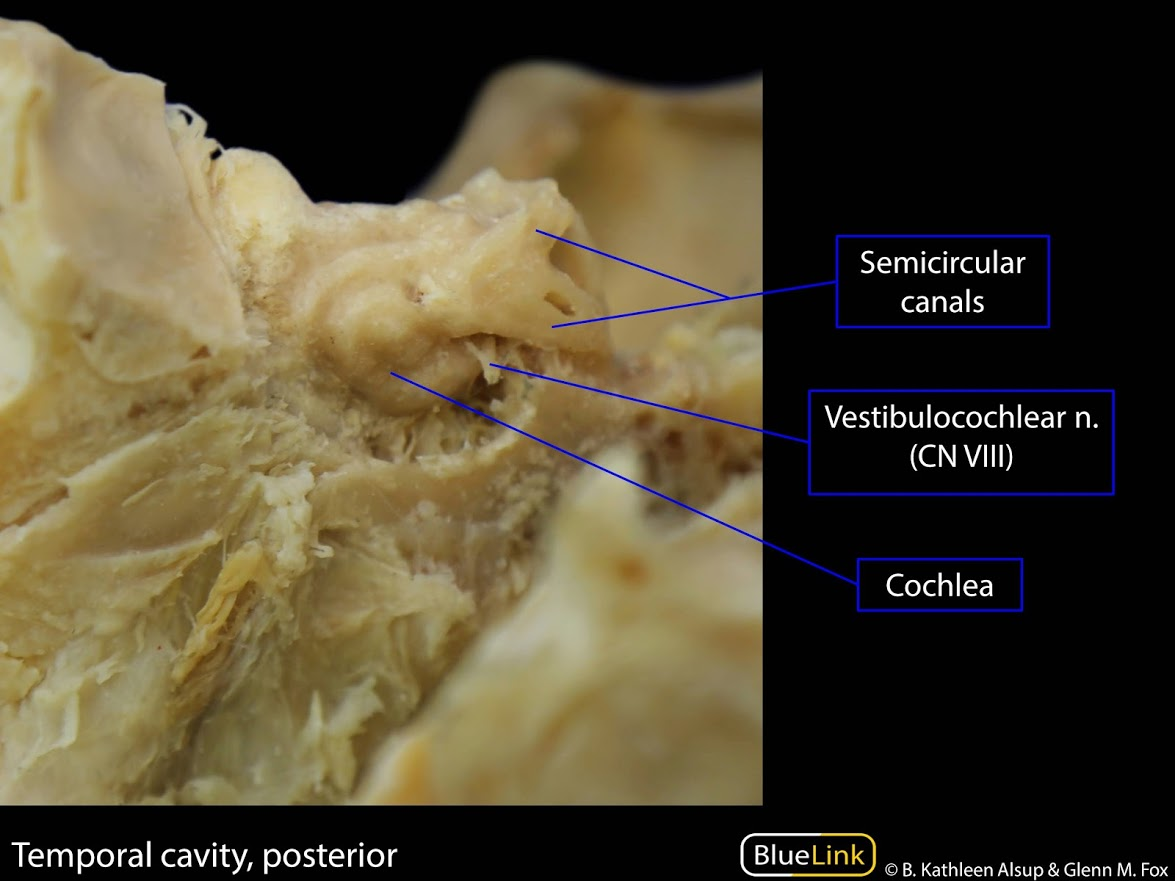 Semicircular
canals
Vestibulocochlear n.
(CN VIII)
Cochlea
Temporal cavity, posterior
BlueLink
© B. Kathleen Alsup & Glenn M. Fox